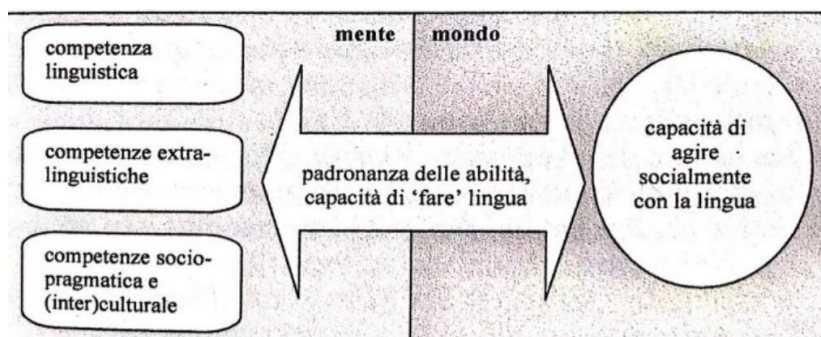 mente mondo
competenza
linguistica
competenze extra-
linguistiche
competenze socio-
pragmatica e
(inter)culturale
padronanza delle abilità,
capacità di ‘fare’ lingua
capacità di
agire
socialmente
con la lingua